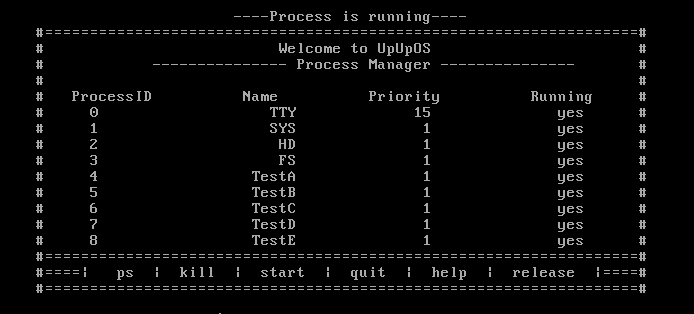 ----Process is running----
#==================================================================#
# Welcome to UpUpOS #
# --------------- Process Manager --------------- #
# #
# ProcessID Name Priority Running #
# 0 TTY 15 yes #
# 1 SYS 1 yes #
# 2 HD 1 yes #
# 3 FS 1 yes #
# 4 TestA 1 yes #
# 5 TestB 1 yes #
# 6 TestC 1 yes #
# 7 TestD 1 yes #
# 8 TestE 1 yes #
#==================================================================#
#====¦ ps ¦ kill ¦ start ¦ quit ¦ help ¦ release ¦====#
#==================================================================#